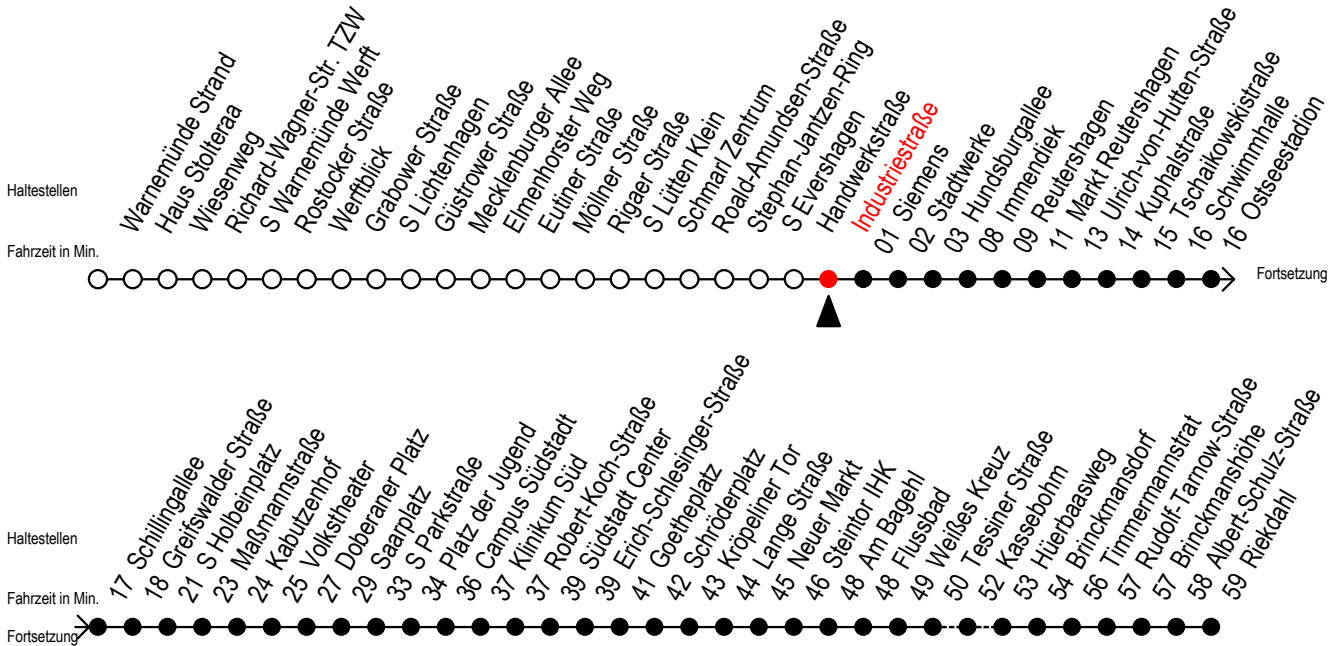 Haltestellen
Warnemünde Strand
Haus Stolteraa
Wiesenweg
Richard-Wagner-Str. TZW
S Warnemünde Werft
Rostocker Straße
Werftblick
Grabower Straße
S Lichtenhagen
Güstrower Straße
Mecklenburger Allee
Elmenhorster Weg
Eutiner Straße
Möllner Straße
Rigaer Straße
S Lütten Klein
Schmarl Zentrum
Roald-Amundsen-Straße
Stephan-Jantzen-Ring
S Evershagen
Handwerkstraße
Industriestraße
01 Siemens
02 Stadtwerke
03 Hundsburgallee
08 Immendiek
09 Reutershagen
11 Markt Reutershagen
13 Ulrich-von-Hutten-Straße
14 Kuphalstraße
15 Tschaikowskistraße
16 Schwimmhalle
16 Ostseestadion
Fahrzeit in Min.
Fortsetzung
Haltestellen
17 Schillingallee
18 Greifswalder Straße
21 S Holbeinplatz
23 Maßmannstraße
24 Kabutzenhof
25 Volkstheater
27 Doberaner Platz
29 Saarplatz
33 S Parkstraße
34 Platz der Jugend
36 Campus Südstadt
37 Klinikum Süd
37 Robert-Koch-Straße
39 Südstadt Center
39 Erich-Schlesinger-Straße
41 Goetheplatz
42 Schröderplatz
43 Kröpeliner Tor
44 Lange Straße
45 Neuer Markt
46 Steintor IHK
48 Am Bagehl
48 Flussbad
49 Weißes Kreuz
50 Tessiner Straße
52 Kassebohm
53 Hüerbaasweg
54 Brinckmansdorf
56 Timmermannstrat
57 Rudolf-Tarnow-Straße
57 Brinckmanshöhe
58 Albert-Schulz-Straße
59 Riekdahl
Fahrzeit in Min.
Fortsetzung